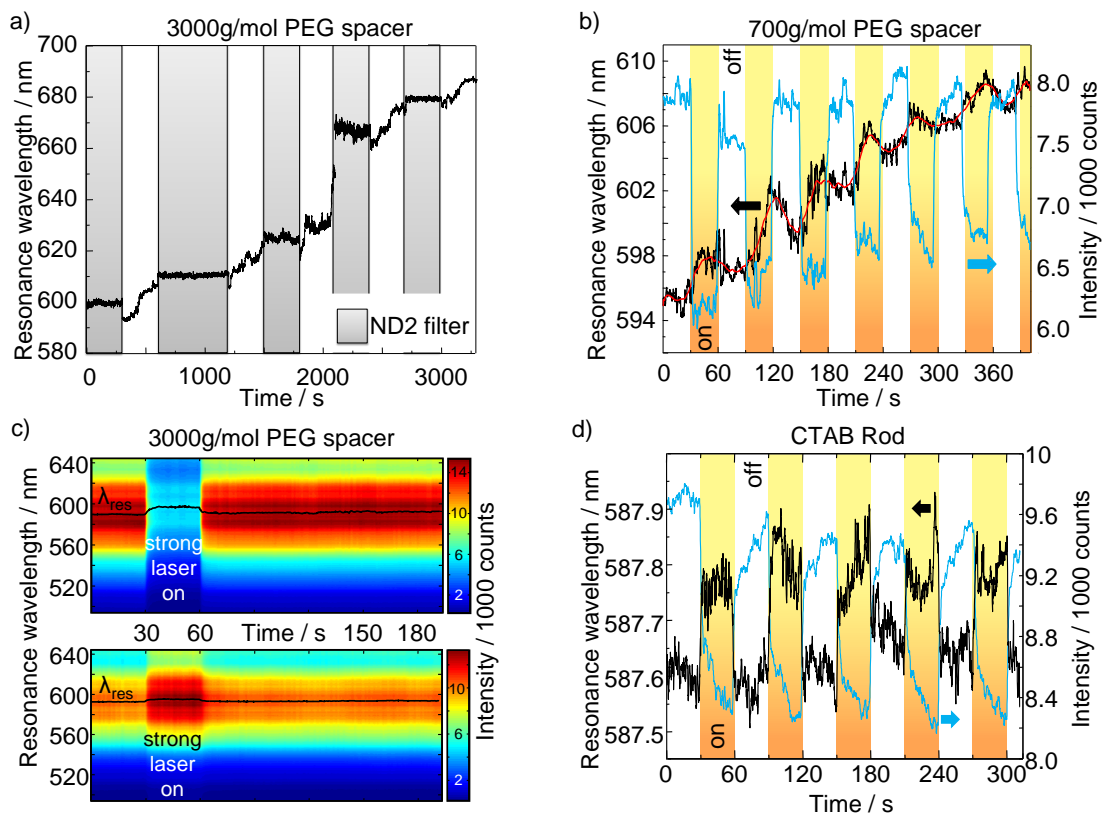 a)
3000g/mol PEG spacer
Resonance wavelength / nm
700
680
660
640
620
600
580
ND2 filter
0
1000
2000
3000
Time / s
b)
700g/mol PEG spacer
Resonance wavelength / nm
610
606
602
598
594
off
on
8.0
7.5
7.0
6.5
6.0
Intensity / 1000 counts
0
60
120
180
240
300
360
Time / s
c)
3000g/mol PEG spacer
Resonance wavelength / nm
640
600
560
520
λres
strong
laser
on
14
10
6
2
30
60
Time / s
150
180
640
600
560
520
λres
strong
laser
on
10
6
2
Intensity / 1000 counts
d)
CTAB Rod
Resonance wavelength / nm
587.9
587.8
587.7
587.6
587.5
off
on
10
9.6
9.2
8.8
8.4
8.0
Intensity / 1000 counts
0
60
120
180
240
300
Time / s